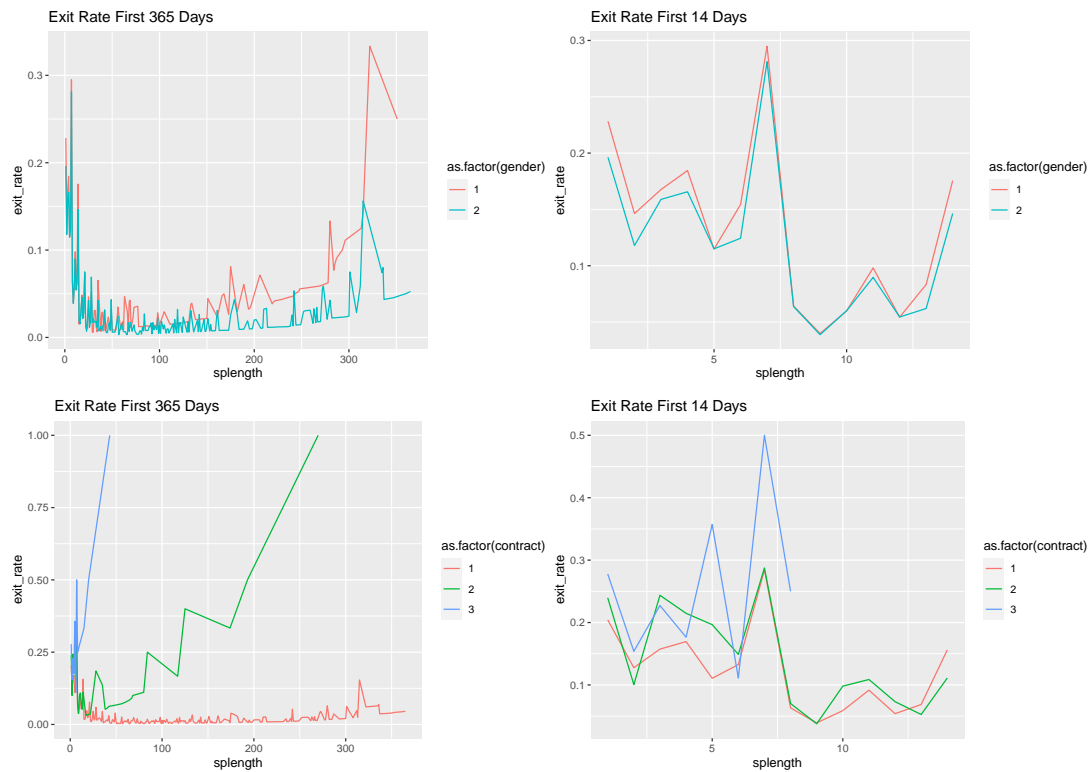 Exit Rate First 365 Days
exit_rate
0.3
0.2
0.1
0.0
0
100
200
300
splength
as.factor(gender)
1
2
Exit Rate First 14 Days
exit_rate
0.3
0.2
0.1
5
10
splength
as.factor(gender)
1
2
Exit Rate First 365 Days
exit_rate
1.00
0.75
0.50
0.25
0.00
0
100
200
300
splength
as.factor(contract)
1
2
3
Exit Rate First 14 Days
exit_rate
0.5
0.4
0.3
0.2
0.1
5
10
splength
as.factor(contract)
1
2
3